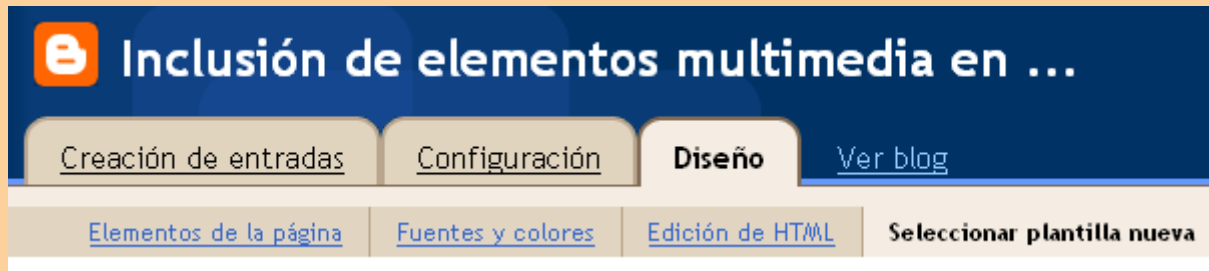 Inclusión de elementos multimedia en ...
Creación de entradas Configuración Diseño Ver blog
Elementos de la página Fuentes y colores Edición de HTML Seleccionar plantilla nueva